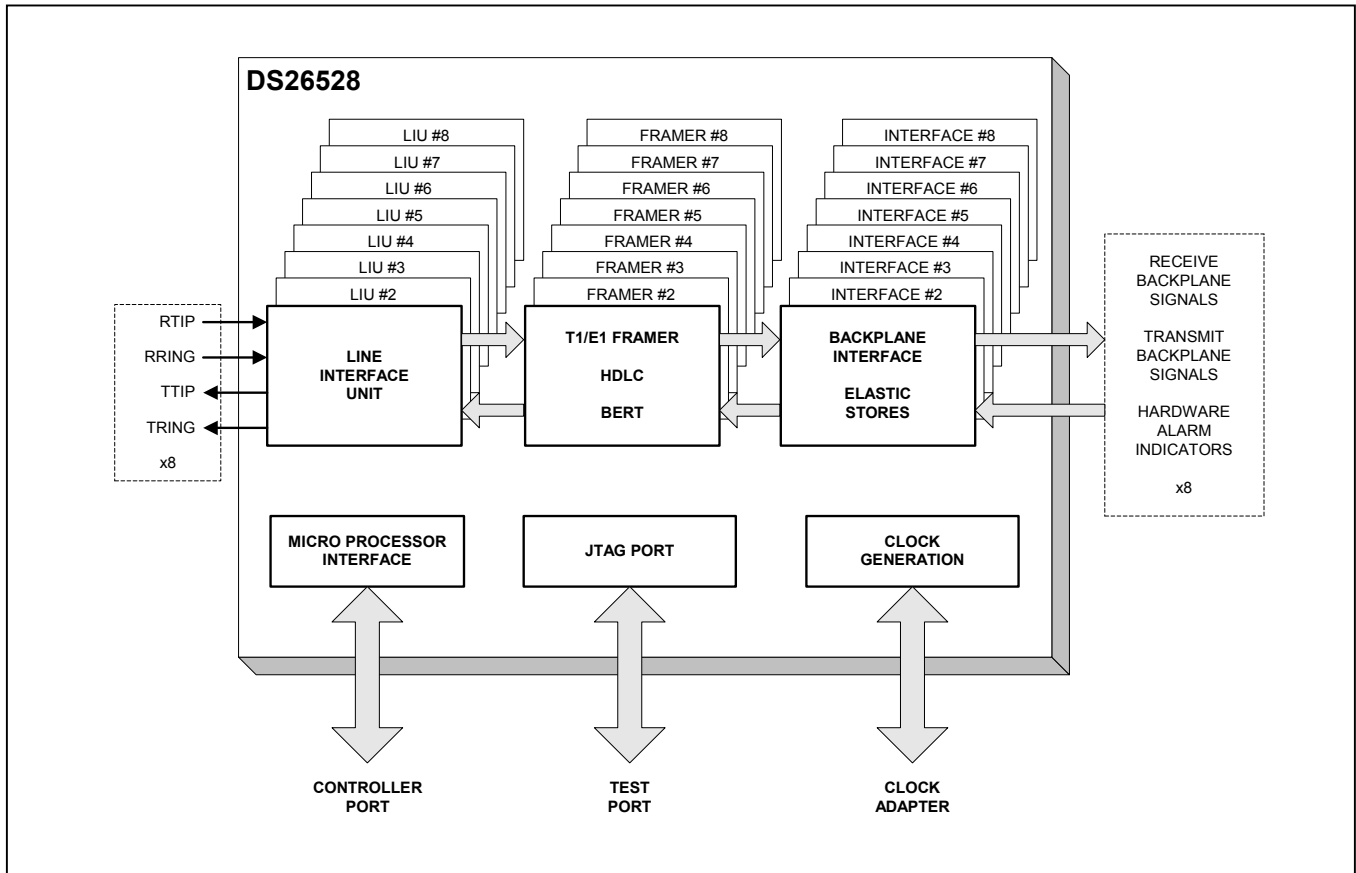 DS26528
LIU #8
LIU #7
LIU #6
LIU #5
LIU #4
LIU #3
LIU #2
LINE
INTERFACE
UNIT
FRAMER #8
FRAMER #7
FRAMER #6
FRAMER #5
FRAMER #4
FRAMER #3
FRAMER #2
T1/E1 FRAMER
HDLC
BERT
INTERFACE #8
INTERFACE #7
INTERFACE #6
INTERFACE #5
INTERFACE #4
INTERFACE #3
INTERFACE #2
BACKPLANE
INTERFACE
ELASTIC
STORES
RTIP
RRING
TTIP
TRING
x8
RECEIVE
BACKPLANE
SIGNALS
TRANSMIT
BACKPLANE
SIGNALS
HARDWARE
ALARM
INDICATORS
x8
MICRO PROCESSOR
INTERFACE
JTAG PORT
CLOCK
GENERATION
CONTROLLER
PORT
TEST
PORT
CLOCK
ADAPTER